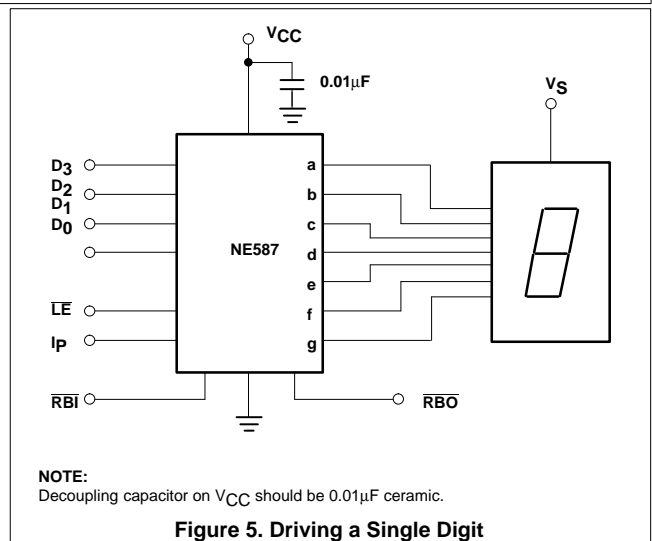 VCC
0.01μF
VS
D3
D2
D1
D0
LE
IP
RBI
NE587
a
b
c
d
e
f
g
RBO
NOTE:
Decoupling capacitor on VCC should be 0.01μF ceramic.
Figure 5. Driving a Single Digit